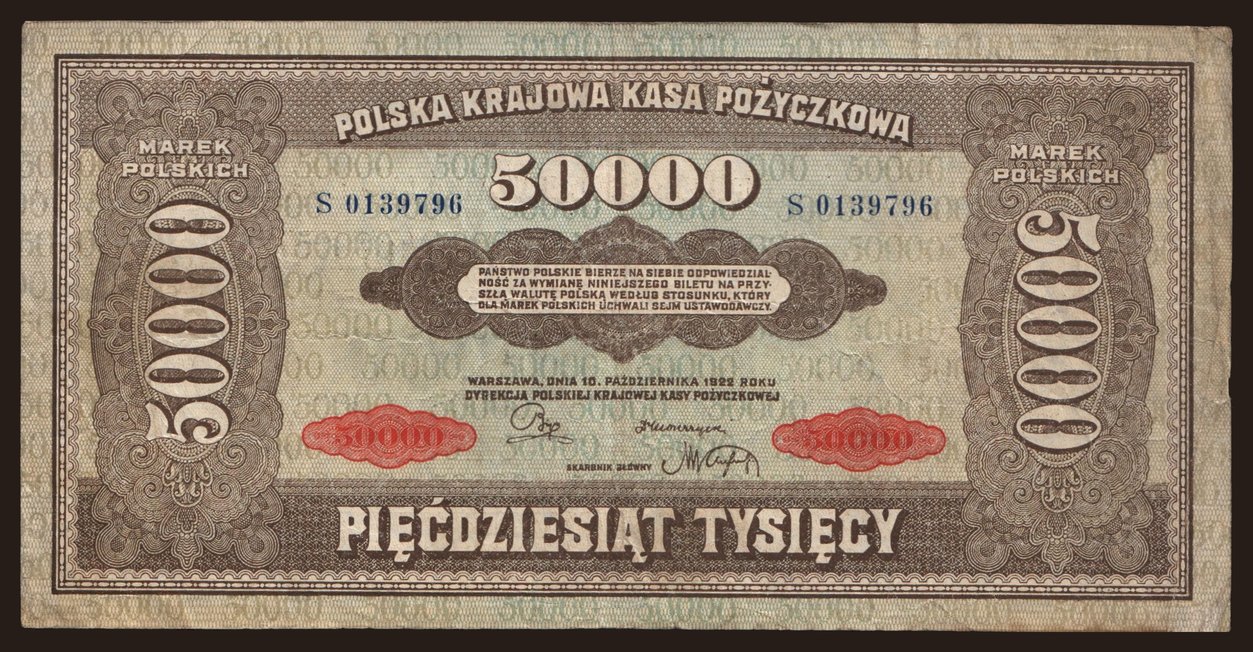 POLSKA KRAJOWA KASA POŻYCZKOWA
MAREK
POLSKICH
50000
MAREK
POLSKICH
S 0139796
S 0139796
50000
50000
PAŃSTWO POLSKIE BIERZE NA SIEBIE ODPOWIEDZIAL-
NOŚĆ ZA WYMIANĘ NINIEJSZEGO BILETU NA PRZY-
SZŁĄ WALUTĘ POLSKĄ WEDŁUG STOSUNKU, KTÓRY
DLA MAREK POLSKICH UCHWALI SEJM USTAWODAWCZY.
WARSZAWA, DNIA 10. PAŹDZIERNIKA 1922 ROKU
DYREKCJA POLSKIEJ KRAJOWEJ KASY POŻYCZKOWEJ
50000
50000
SKARBNIK GŁÓWNY
PIĘĆDZIESIĄT TYSIĘCY